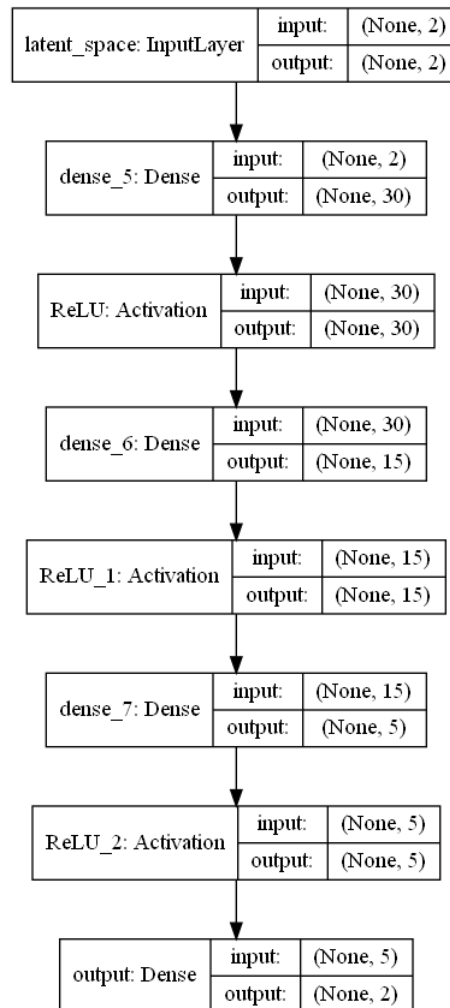 latent_space: InputLayer
input: (None, 2)
output: (None, 2)
dense_5: Dense
input: (None, 2)
output: (None, 30)
ReLU: Activation
input: (None, 30)
output: (None, 30)
dense_6: Dense
input: (None, 30)
output: (None, 15)
ReLU_1: Activation
input: (None, 15)
output: (None, 15)
dense_7: Dense
input: (None, 15)
output: (None, 5)
ReLU_2: Activation
input: (None, 5)
output: (None, 5)
output: Dense
input: (None, 5)
output: (None, 2)